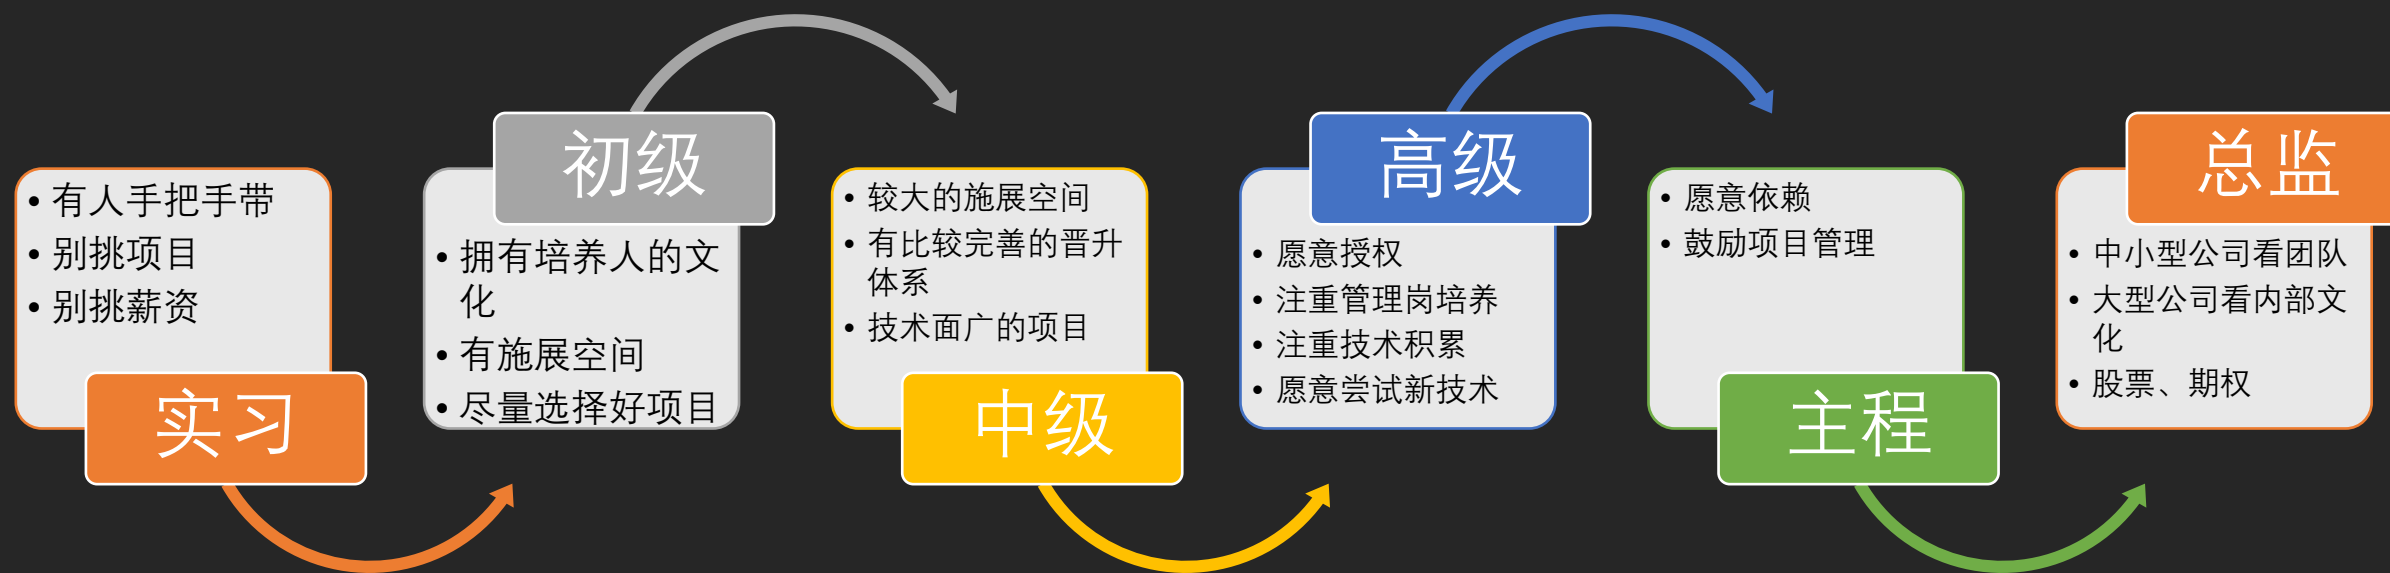 • 有人手把手带
• 别挑项目
• 别挑薪资
实习
初级
• 拥有培养人的文
化
• 有施展空间
• 尽量选择好项目
• 较大的施展空间
• 有比较完善的晋升
体系
• 技术面广的项目
中级
高级
• 愿意授权
• 注重管理岗培养
• 注重技术积累
• 愿意尝试新技术
• 愿意依赖
• 鼓励项目管理
主程
总监
• 中小型公司看团队
• 大型公司看内部文
化
• 股票、期权